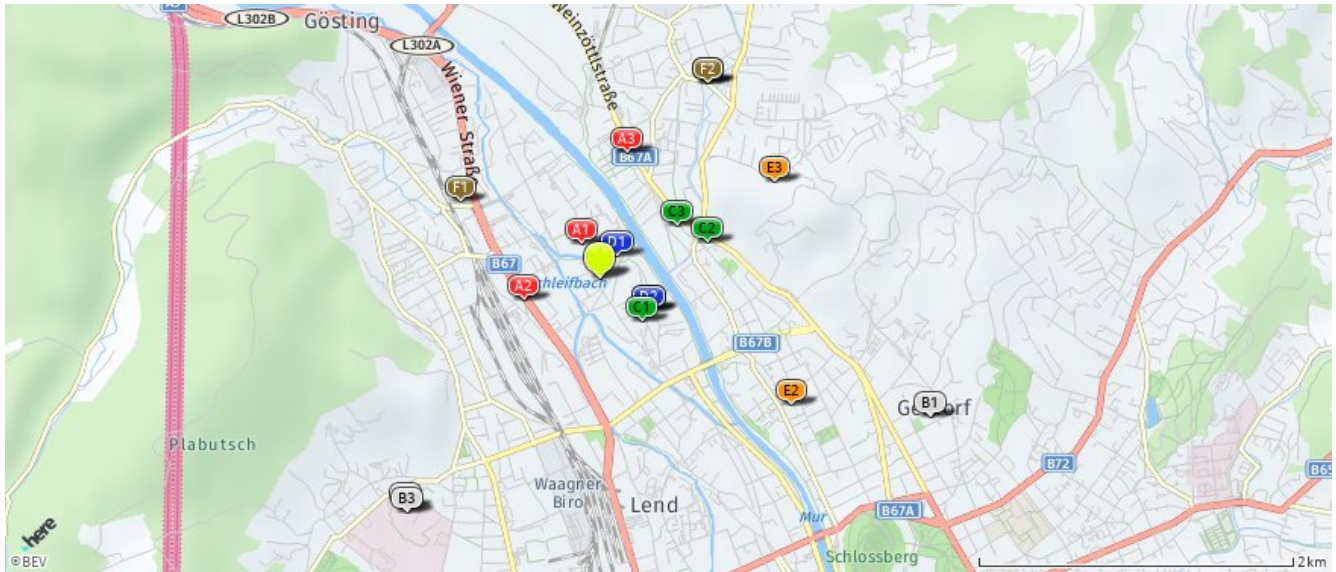 A9
L302B
Gösting
L302A
Weinzöttlstraße
F2
Wiener Straße
A3
B67A
E3
F1
C3
C2
A1
D1
B67
Schleifbach
A2
D2
C1
B67B
E2
B1
Plabutsch
B72
B3
Waagner
Biro
Lend
B67A
Mur
Schlossberg
here
©BEV
2km